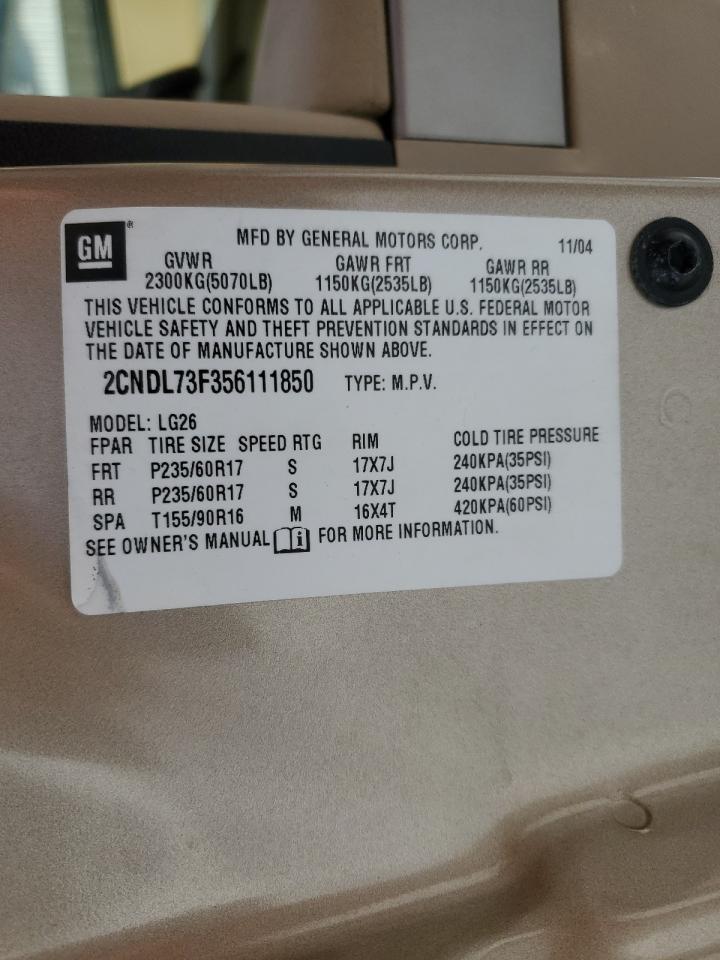 GM®
MFD BY GENERAL MOTORS CORP. 11/04
GVWR GAWR FRT GAWR RR
2300KG(5070LB) 1150KG(2535LB) 1150KG(2535LB)
THIS VEHICLE CONFORMS TO ALL APPLICABLE U.S. FEDERAL MOTOR
VEHICLE SAFETY AND THEFT PREVENTION STANDARDS IN EFFECT ON
THE DATE OF MANUFACTURE SHOWN ABOVE.
2CNDL73F356111850 TYPE: M.P.V.
MODEL: LG26
FPAR TIRE SIZE SPEED RTG RIM COLD TIRE PRESSURE
FRT P235/60R17 S 17X7J 240KPA(35PSI)
RR P235/60R17 S 17X7J 240KPA(35PSI)
SPA T155/90R16 M 16X4T 420KPA(60PSI)
SEE OWNER'S MANUAL i FOR MORE INFORMATION.